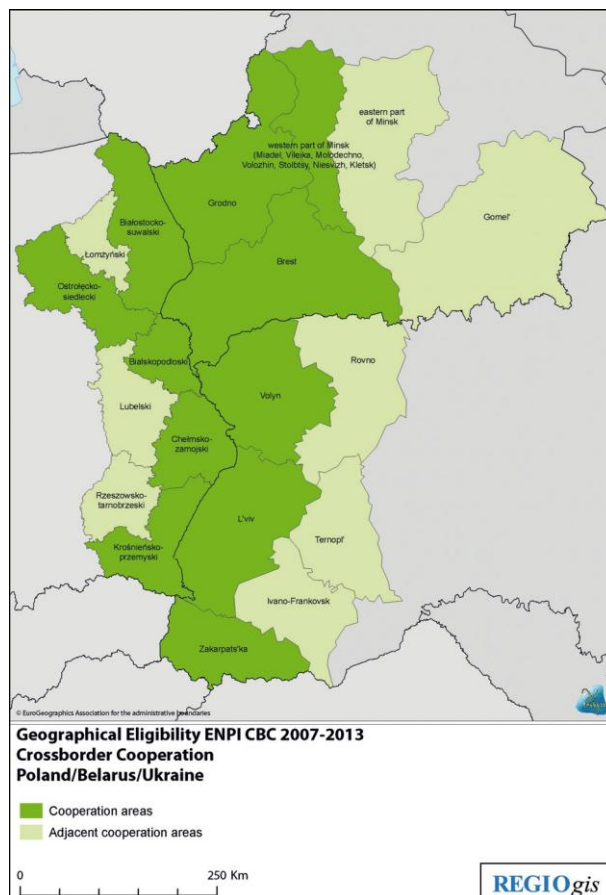 eastern part
of Minsk
western part of Minsk
(Miadel, Vileika, Molodechno,
Volozhin, Stolbtsy, Niesvizh, Kletsk)
Grodno
Gomel'
Białostocko-
suwalski
Łomżyński
Brest
Ostrołęcko-
siedlecki
Rovno
Bialskopodlaski
Volyn
Lubelski
Chełmsko-
zamojski
Rzeszowsko-
tarnobrzeski
L'viv
Ternopl'
Krośnieńsko-
przemyski
Ivano-Frankovsk
Zakarpats'ka
© EuroGeographics Association for the administrative boundaries
Geographical Eligibility ENPI CBC 2007-2013
Crossborder Cooperation
Poland/Belarus/Ukraine
Cooperation areas
Adjacent cooperation areas
0 250 Km
REGIOgis